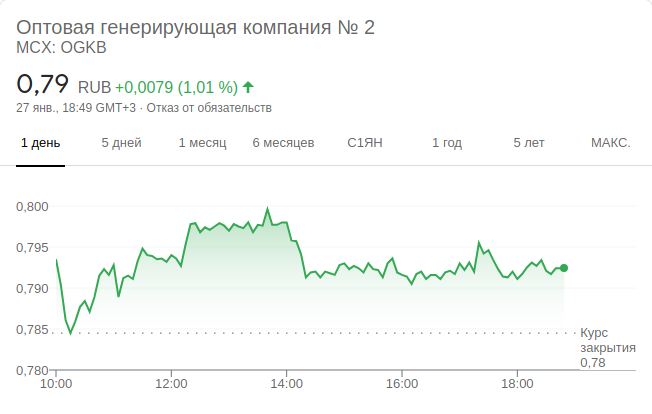 Оптовая генерирующая компания № 2
MCX: OGKB
0,79 RUB +0,0079 (1,01 %)
27 янв., 18:49 GMT+3 · Отказ от обязательств
1 день 5 дней 1 месяц 6 месяцев С1ЯН 1 год 5 лет МАКС.
0,800
0,795
0,790
0,785
Курс
закрытия
0,78
0,780
10:00 12:00 14:00 16:00 18:00